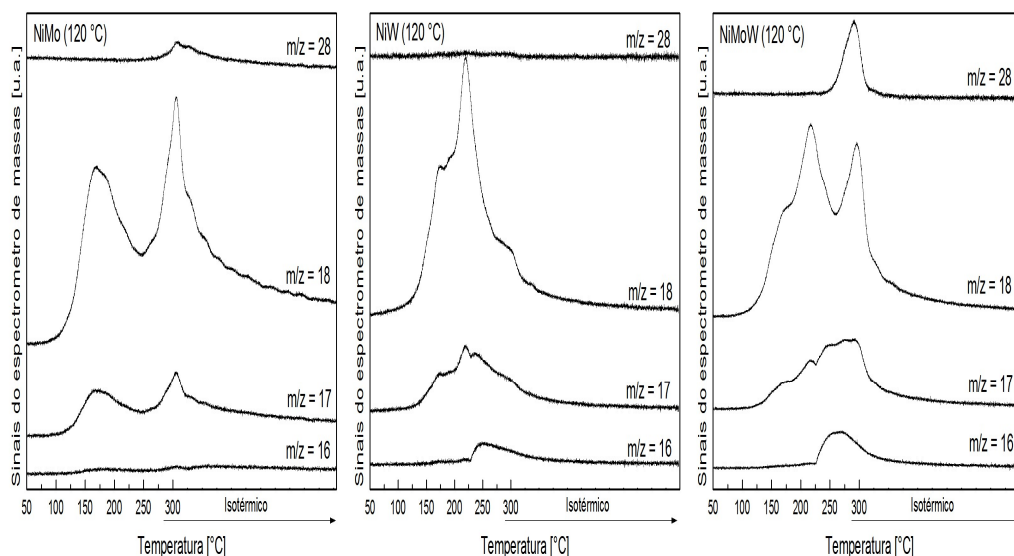 NiMo (120 °C)
m/z = 28
m/z = 18
m/z = 17
m/z = 16
Sinais do espectrometro de massas [u.a.]
50 100 150 200 250 300
Isotérmico
Temperatura [°C]
NiW (120 °C)
m/z = 28
m/z = 18
m/z = 17
m/z = 16
Sinais do espectrometro de massas [u.a.]
50 100 150 200 250 300
Isotérmico
Temperatura [°C]
NiMoW (120 °C)
m/z = 28
m/z = 18
m/z = 17
m/z = 16
Sinais do espectrometro de massas [u.a.]
50 100 150 200 250 300
Isotérmico
Temperatura [°C]